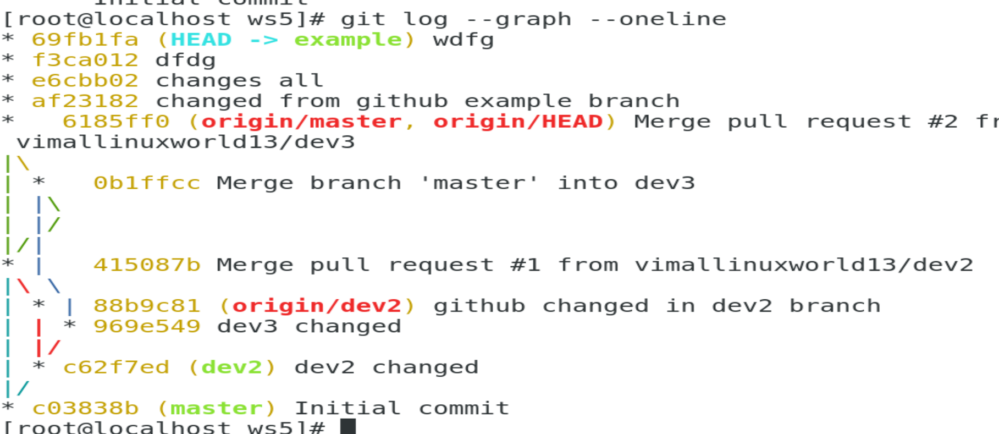 Initial commit
[root@localhost ws5]# git log --graph --oneline
* 69fb1fa (HEAD -> example) wdfg
* f3ca012 dfdg
* e6cbb02 changes all
* af23182 changed from github example branch
*   6185ff0 (origin/master, origin/HEAD) Merge pull request #2 fr
 vimallinuxworld13/dev3
|\
| *   0b1ffcc Merge branch 'master' into dev3
| |\
| |/
|/|
* |   415087b Merge pull request #1 from vimallinuxworld13/dev2
|\ \
| * | 88b9c81 (origin/dev2) github changed in dev2 branch
| | * 969e549 dev3 changed
| |/
| * c62f7ed (dev2) dev2 changed
|/
* c03838b (master) Initial commit
[root@localhost ws5]#